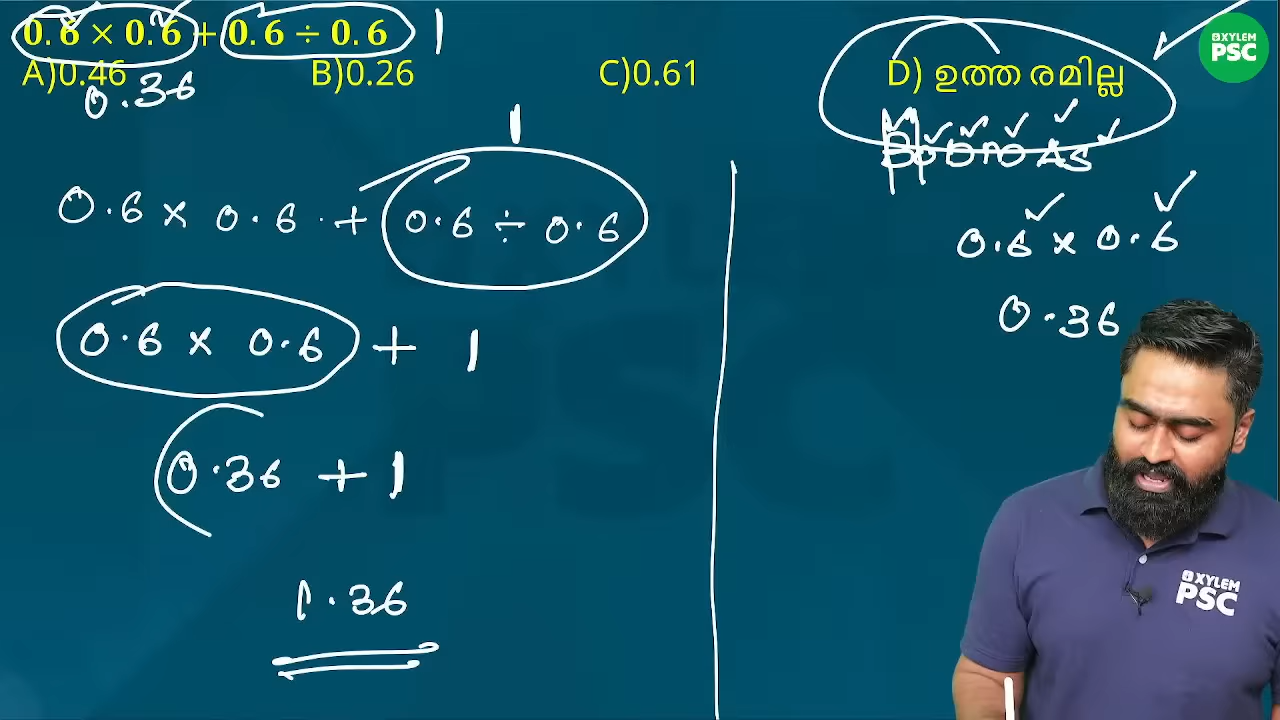 0.6 × 0.6 + 0.6 ÷ 0.6 1
A)0.46 B)0.26 C)0.61 D) ഉത്തരമില്ല
0.36
1
BODMAS
0.6 × 0.6 + 0.6 ÷ 0.6
0.6 × 0.6
0.36
0.6 × 0.6 + 1
0.36 + 1
1.36
XYLEM
PSC
XYLEM
PSC